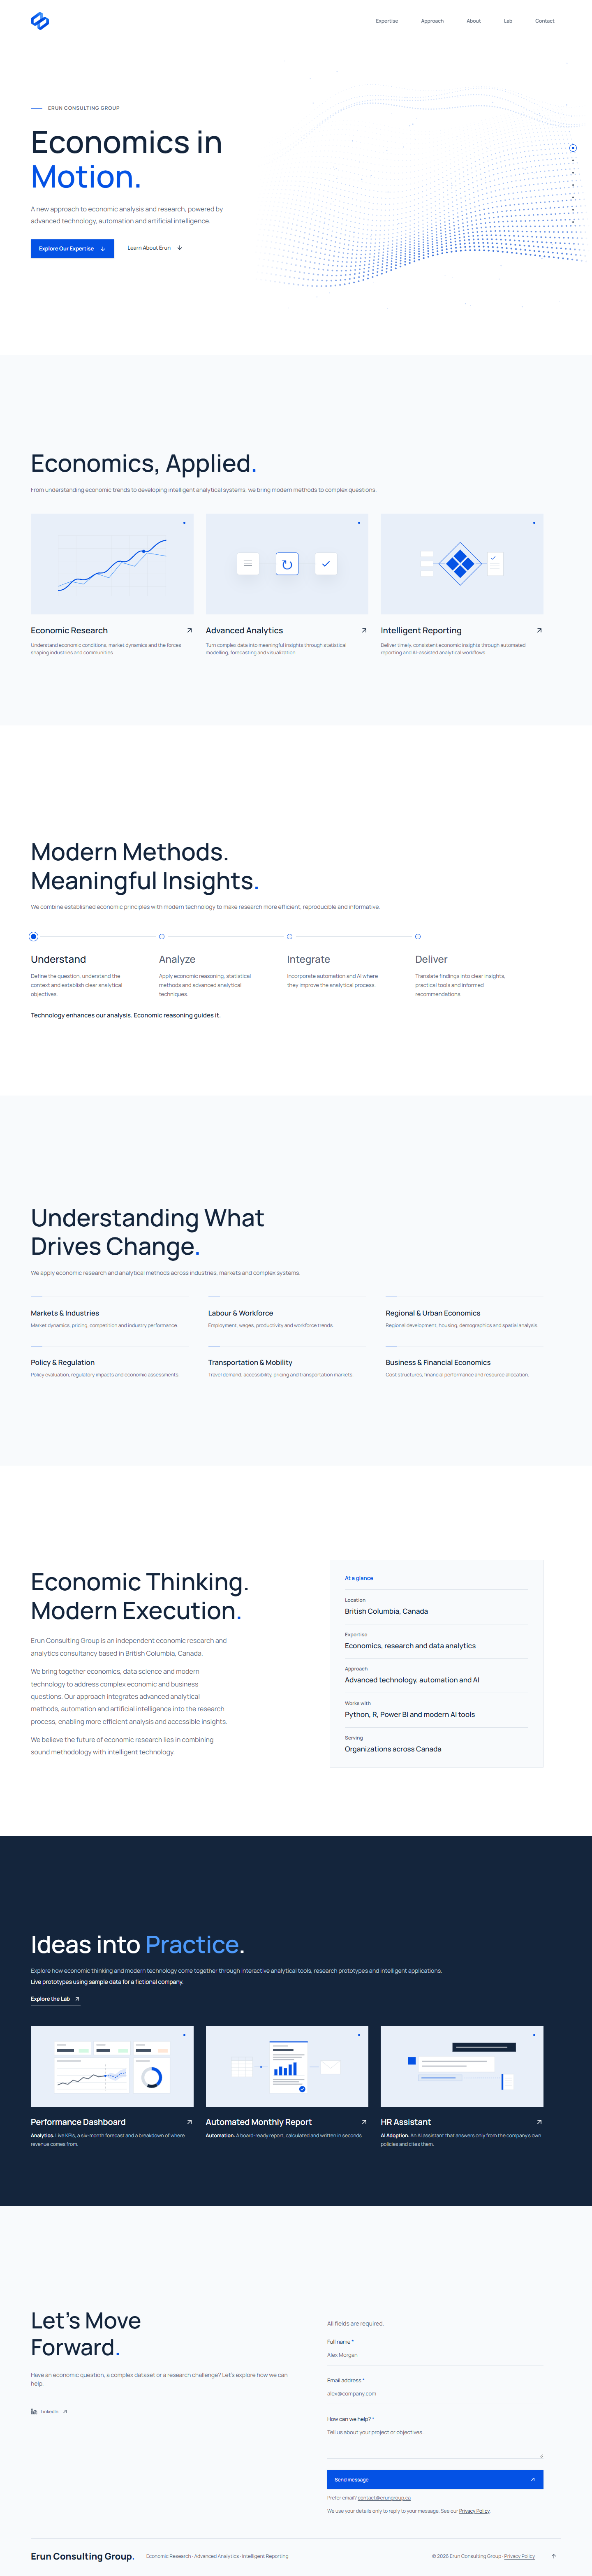 Expertise Approach About Lab Contact
ERUN CONSULTING GROUP
Economics in
Motion.
A new approach to economic analysis and research, powered by
advanced technology, automation and artificial intelligence.
Explore Our Expertise
Learn About Erun
Economics, Applied.
From understanding economic trends to developing intelligent analytical systems, we bring modern methods to complex questions.
Economic Research
Understand economic conditions, market dynamics and the forces
shaping industries and communities.
Advanced Analytics
Turn complex data into meaningful insights through statistical
modelling, forecasting and visualization.
Intelligent Reporting
Deliver timely, consistent economic insights through automated
reporting and AI-assisted analytical workflows.
Modern Methods.
Meaningful Insights.
We combine established economic principles with modern technology to make research more efficient, reproducible and informative.
Understand
Define the question, understand the
context and establish clear analytical
objectives.
Analyze
Apply economic reasoning, statistical
methods and advanced analytical
techniques.
Integrate
Incorporate automation and AI where
they improve the analytical process.
Deliver
Translate findings into clear insights,
practical tools and informed
recommendations.
Technology enhances our analysis. Economic reasoning guides it.
Understanding What
Drives Change.
We apply economic research and analytical methods across industries, markets and complex systems.
Markets & Industries
Market dynamics, pricing, competition and industry performance.
Labour & Workforce
Employment, wages, productivity and workforce trends.
Regional & Urban Economics
Regional development, housing, demographics and spatial analysis.
Policy & Regulation
Policy evaluation, regulatory impacts and economic assessments.
Transportation & Mobility
Travel demand, accessibility, pricing and transportation markets.
Business & Financial Economics
Cost structures, financial performance and resource allocation.
Economic Thinking.
Modern Execution.
Erun Consulting Group is an independent economic research and
analytics consultancy based in British Columbia, Canada.
We bring together economics, data science and modern
technology to address complex economic and business
questions. Our approach integrates advanced analytical
methods, automation and artificial intelligence into the research
process, enabling more efficient analysis and accessible insights.
We believe the future of economic research lies in combining
sound methodology with intelligent technology.
At a glance
Location
British Columbia, Canada
Expertise
Economics, research and data analytics
Approach
Advanced technology, automation and AI
Works with
Python, R, Power BI and modern AI tools
Serving
Organizations across Canada
Ideas into Practice.
Explore how economic thinking and modern technology come together through interactive analytical tools, research prototypes and intelligent applications.
Live prototypes using sample data for a fictional company.
Explore the Lab
Performance Dashboard
Analytics. Live KPIs, a six-month forecast and a breakdown of where
revenue comes from.
Automated Monthly Report
Automation. A board-ready report, calculated and written in seconds.
HR Assistant
AI Adoption. An AI assistant that answers only from the company's own
policies and cites them.
Let's Move
Forward.
Have an economic question, a complex dataset or a research challenge? Let's explore how we can
help.
LinkedIn
All fields are required.
Full name *
Alex Morgan
Email address *
alex@company.com
How can we help? *
Tell us about your project or objectives...
Send message
Prefer email? contact@erungroup.ca
We use your details only to reply to your message. See our Privacy Policy.
Erun Consulting Group.
Economic Research · Advanced Analytics · Intelligent Reporting
© 2026 Erun Consulting Group · Privacy Policy